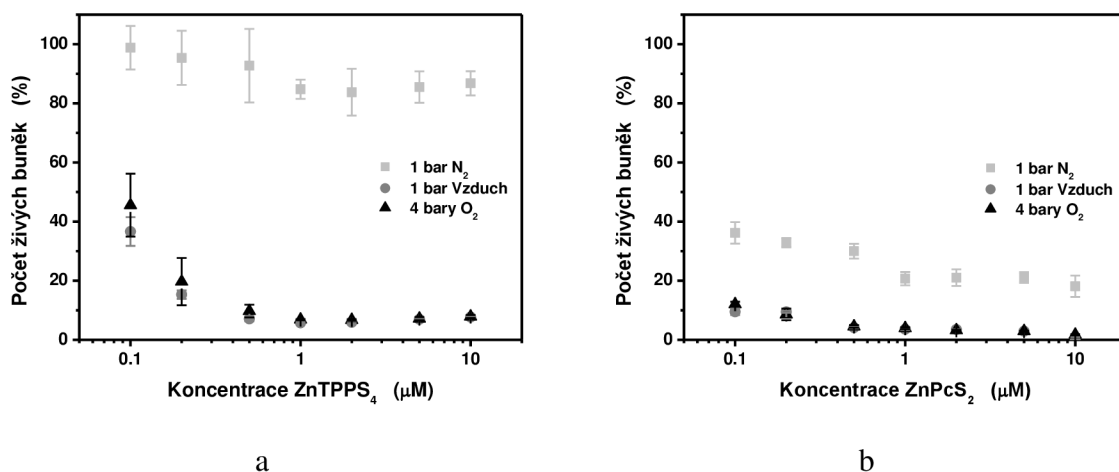 100
80
60
40
20
0
0.1
1
10
Počet živých buněk (%)
1 bar N₂
1 bar Vzduch
4 bary O₂
Koncentrace ZnTPPS₄ (μM)
a
100
80
60
40
20
0
0.1
1
10
Počet živých buněk (%)
1 bar N₂
1 bar Vzduch
4 bary O₂
Koncentrace ZnPcS₂ (μM)
b